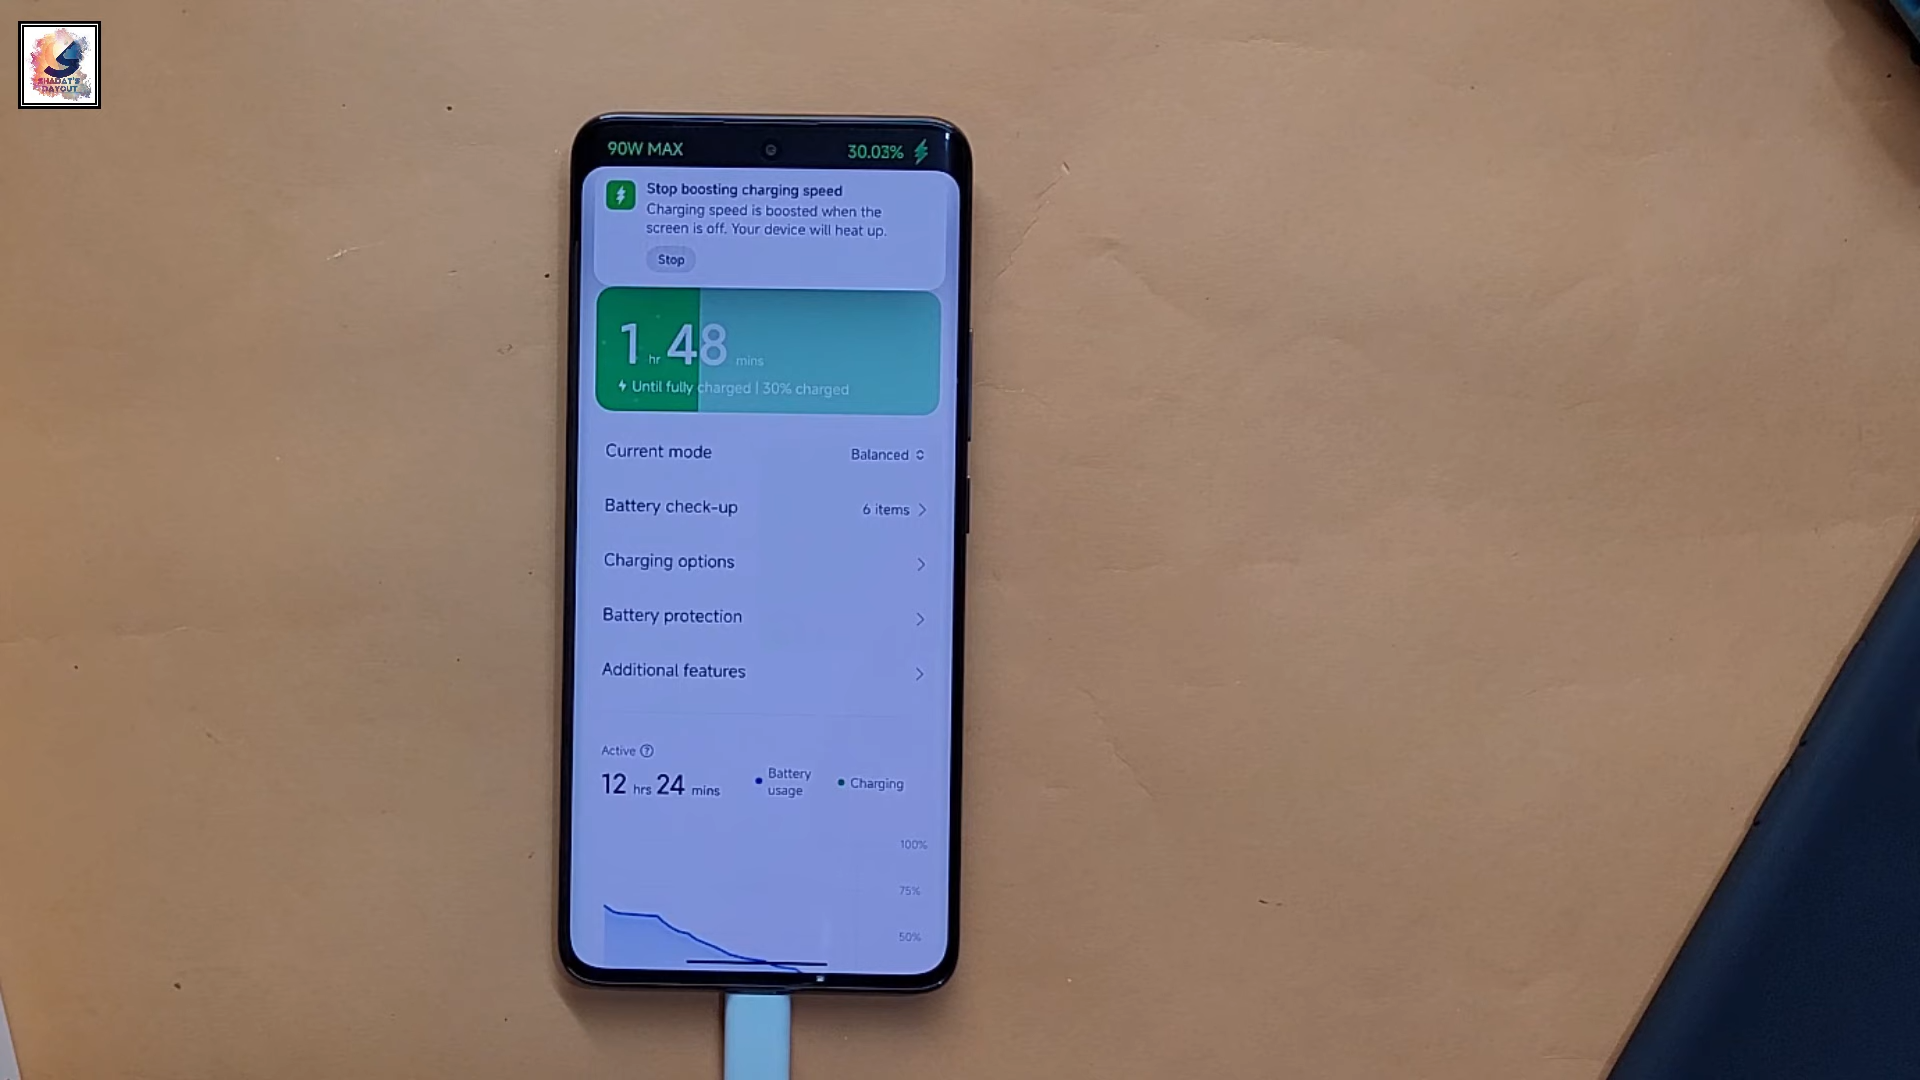 SHADAT'S
DAYOUT
90W MAX
30.03%
Stop boosting charging speed
Charging speed is boosted when the
screen is off. Your device will heat up.
Stop
1 hr 48 mins
Until fully charged | 30% charged
Current mode
Balanced
Battery check-up
6 items
Charging options
Battery protection
Additional features
Active
12 hrs 24 mins
Battery
usage
Charging
100%
75%
50%